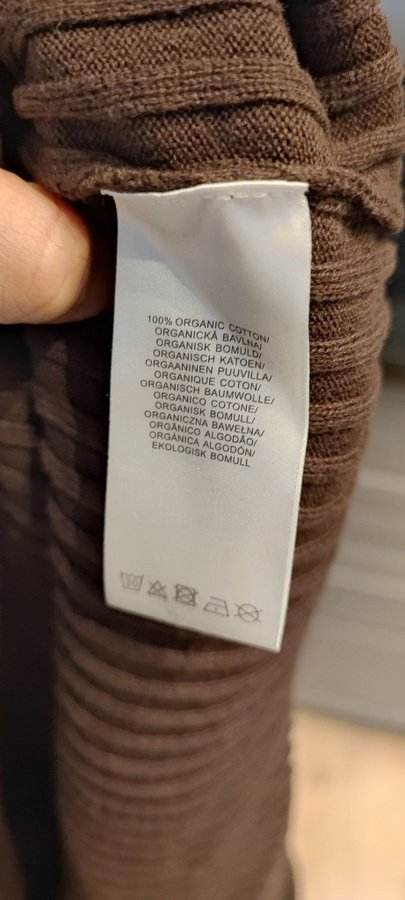 100% ORGANIC COTTON/
ORGANICKÁ BAVLNA/
ORGANISK BOMULD/
ORGANISCH KATOEN/
ORGAANINEN PUUVILLA/
ORGANIQUE COTON/
ORGANISCH BAUMWOLLE/
ORGANICO COTONE/
ORGANISK BOMULL/
ORGANICZNA BAWEŁNA/
ORGÂNICO ALGODÃO/
ORGÁNICA ALGODÓN/
EKOLOGISK BOMULL